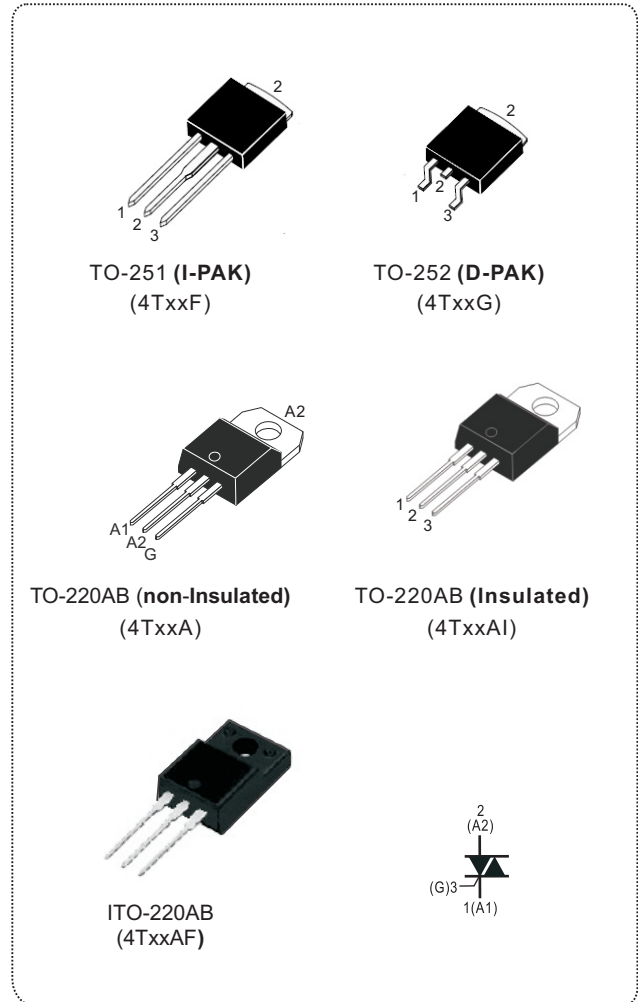 2
1
2
3
2
1
2
3
TO-251 (I-PAK)
(4TxxF)
TO-252 (D-PAK)
(4TxxG)
A2
A1
A2
G
1
2
3
TO-220AB (non-Insulated)
(4TxxA)
TO-220AB (Insulated)
(4TxxAI)
ITO-220AB
(4TxxAF)
2
(A2)
(G)3
1(A1)